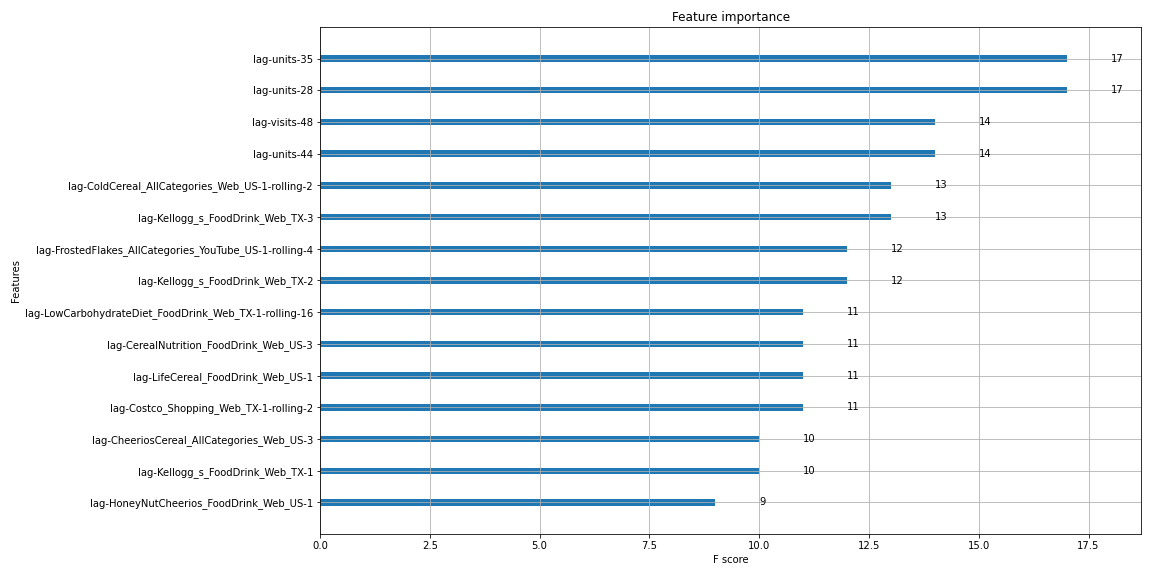 Feature importance
Features
lag-units-35
17
lag-units-28
17
lag-visits-48
14
lag-units-44
14
lag-ColdCereal_AllCategories_Web_US-1-rolling-2
13
lag-Kellogg_s_FoodDrink_Web_TX-3
13
lag-FrostedFlakes_AllCategories_YouTube_US-1-rolling-4
12
lag-Kellogg_s_FoodDrink_Web_TX-2
12
lag-LowCarbohydrateDiet_FoodDrink_Web_TX-1-rolling-16
11
lag-CerealNutrition_FoodDrink_Web_US-3
11
lag-LifeCereal_FoodDrink_Web_US-1
11
lag-Costco_Shopping_Web_TX-1-rolling-2
11
lag-CheeriosCereal_AllCategories_Web_US-3
10
lag-Kellogg_s_FoodDrink_Web_TX-1
10
lag-HoneyNutCheerios_FoodDrink_Web_US-1
9
0.0 2.5 5.0 7.5 10.0 12.5 15.0 17.5
F score